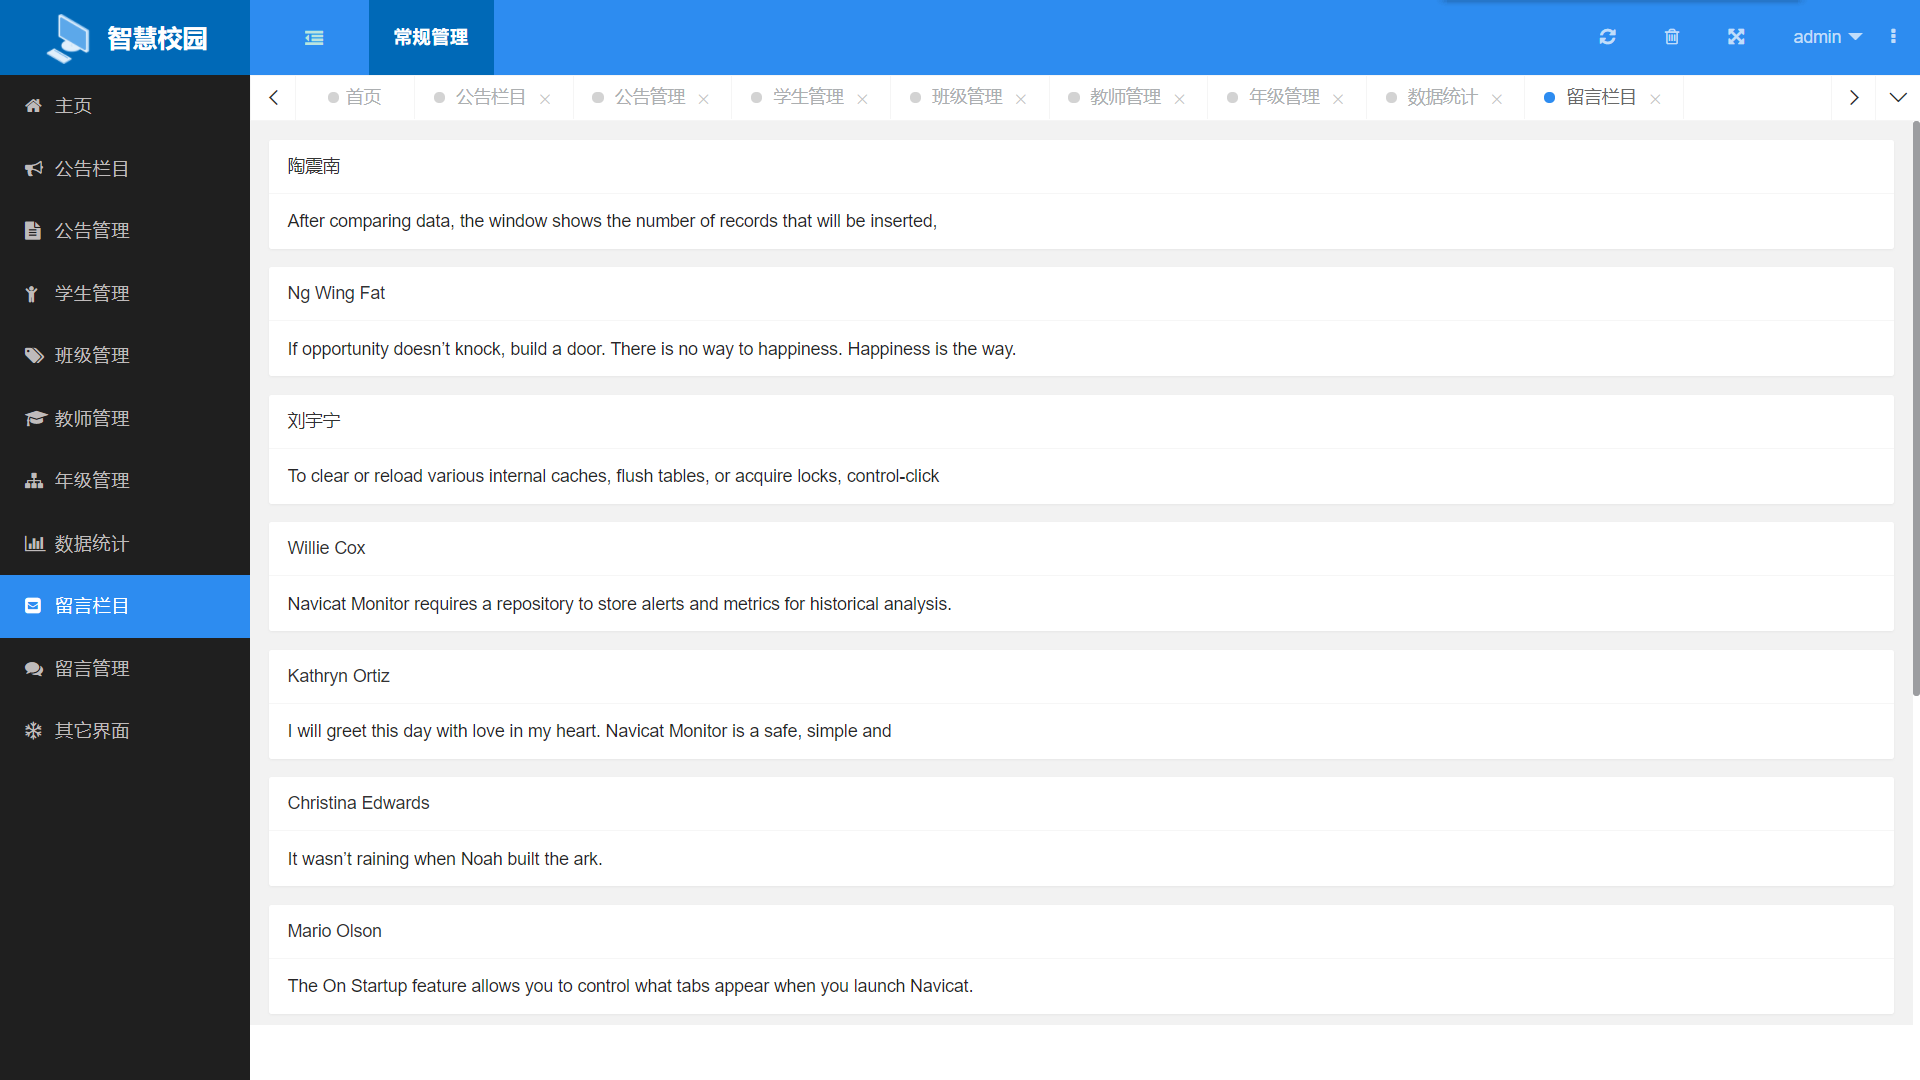 智慧校园
常规管理
admin
主页
公告栏目
公告管理
学生管理
班级管理
教师管理
年级管理
数据统计
留言栏目
留言管理
其它界面
首页
公告栏目
公告管理
学生管理
班级管理
教师管理
年级管理
数据统计
留言栏目
陶震南
After comparing data, the window shows the number of records that will be inserted,
Ng Wing Fat
If opportunity doesn’t knock, build a door. There is no way to happiness. Happiness is the way.
刘宇宁
To clear or reload various internal caches, flush tables, or acquire locks, control-click
Willie Cox
Navicat Monitor requires a repository to store alerts and metrics for historical analysis.
Kathryn Ortiz
I will greet this day with love in my heart. Navicat Monitor is a safe, simple and
Christina Edwards
It wasn’t raining when Noah built the ark.
Mario Olson
The On Startup feature allows you to control what tabs appear when you launch Navicat.